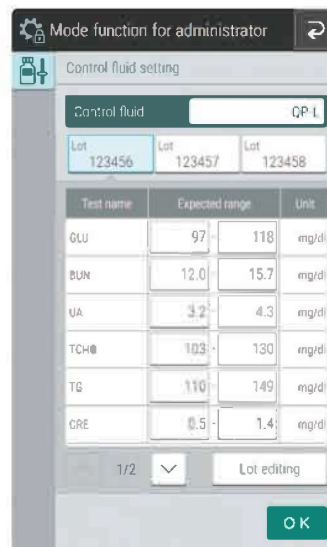 Mode function for administrator
Control fluid setting
Control fluid QP-L
Lot 123456 Lot 123457 Lot 123458
Test name Expected range Unit
GLU 97 - 118 mg/dl
BUN 12.0 - 15.7 mg/dl
UA 3.2 - 4.3 mg/dl
TCHO 103 - 130 mg/dl
TG 110 - 149 mg/dl
CRE 0.5 - 1.4 mg/dl
1/2 Lot editing
OK